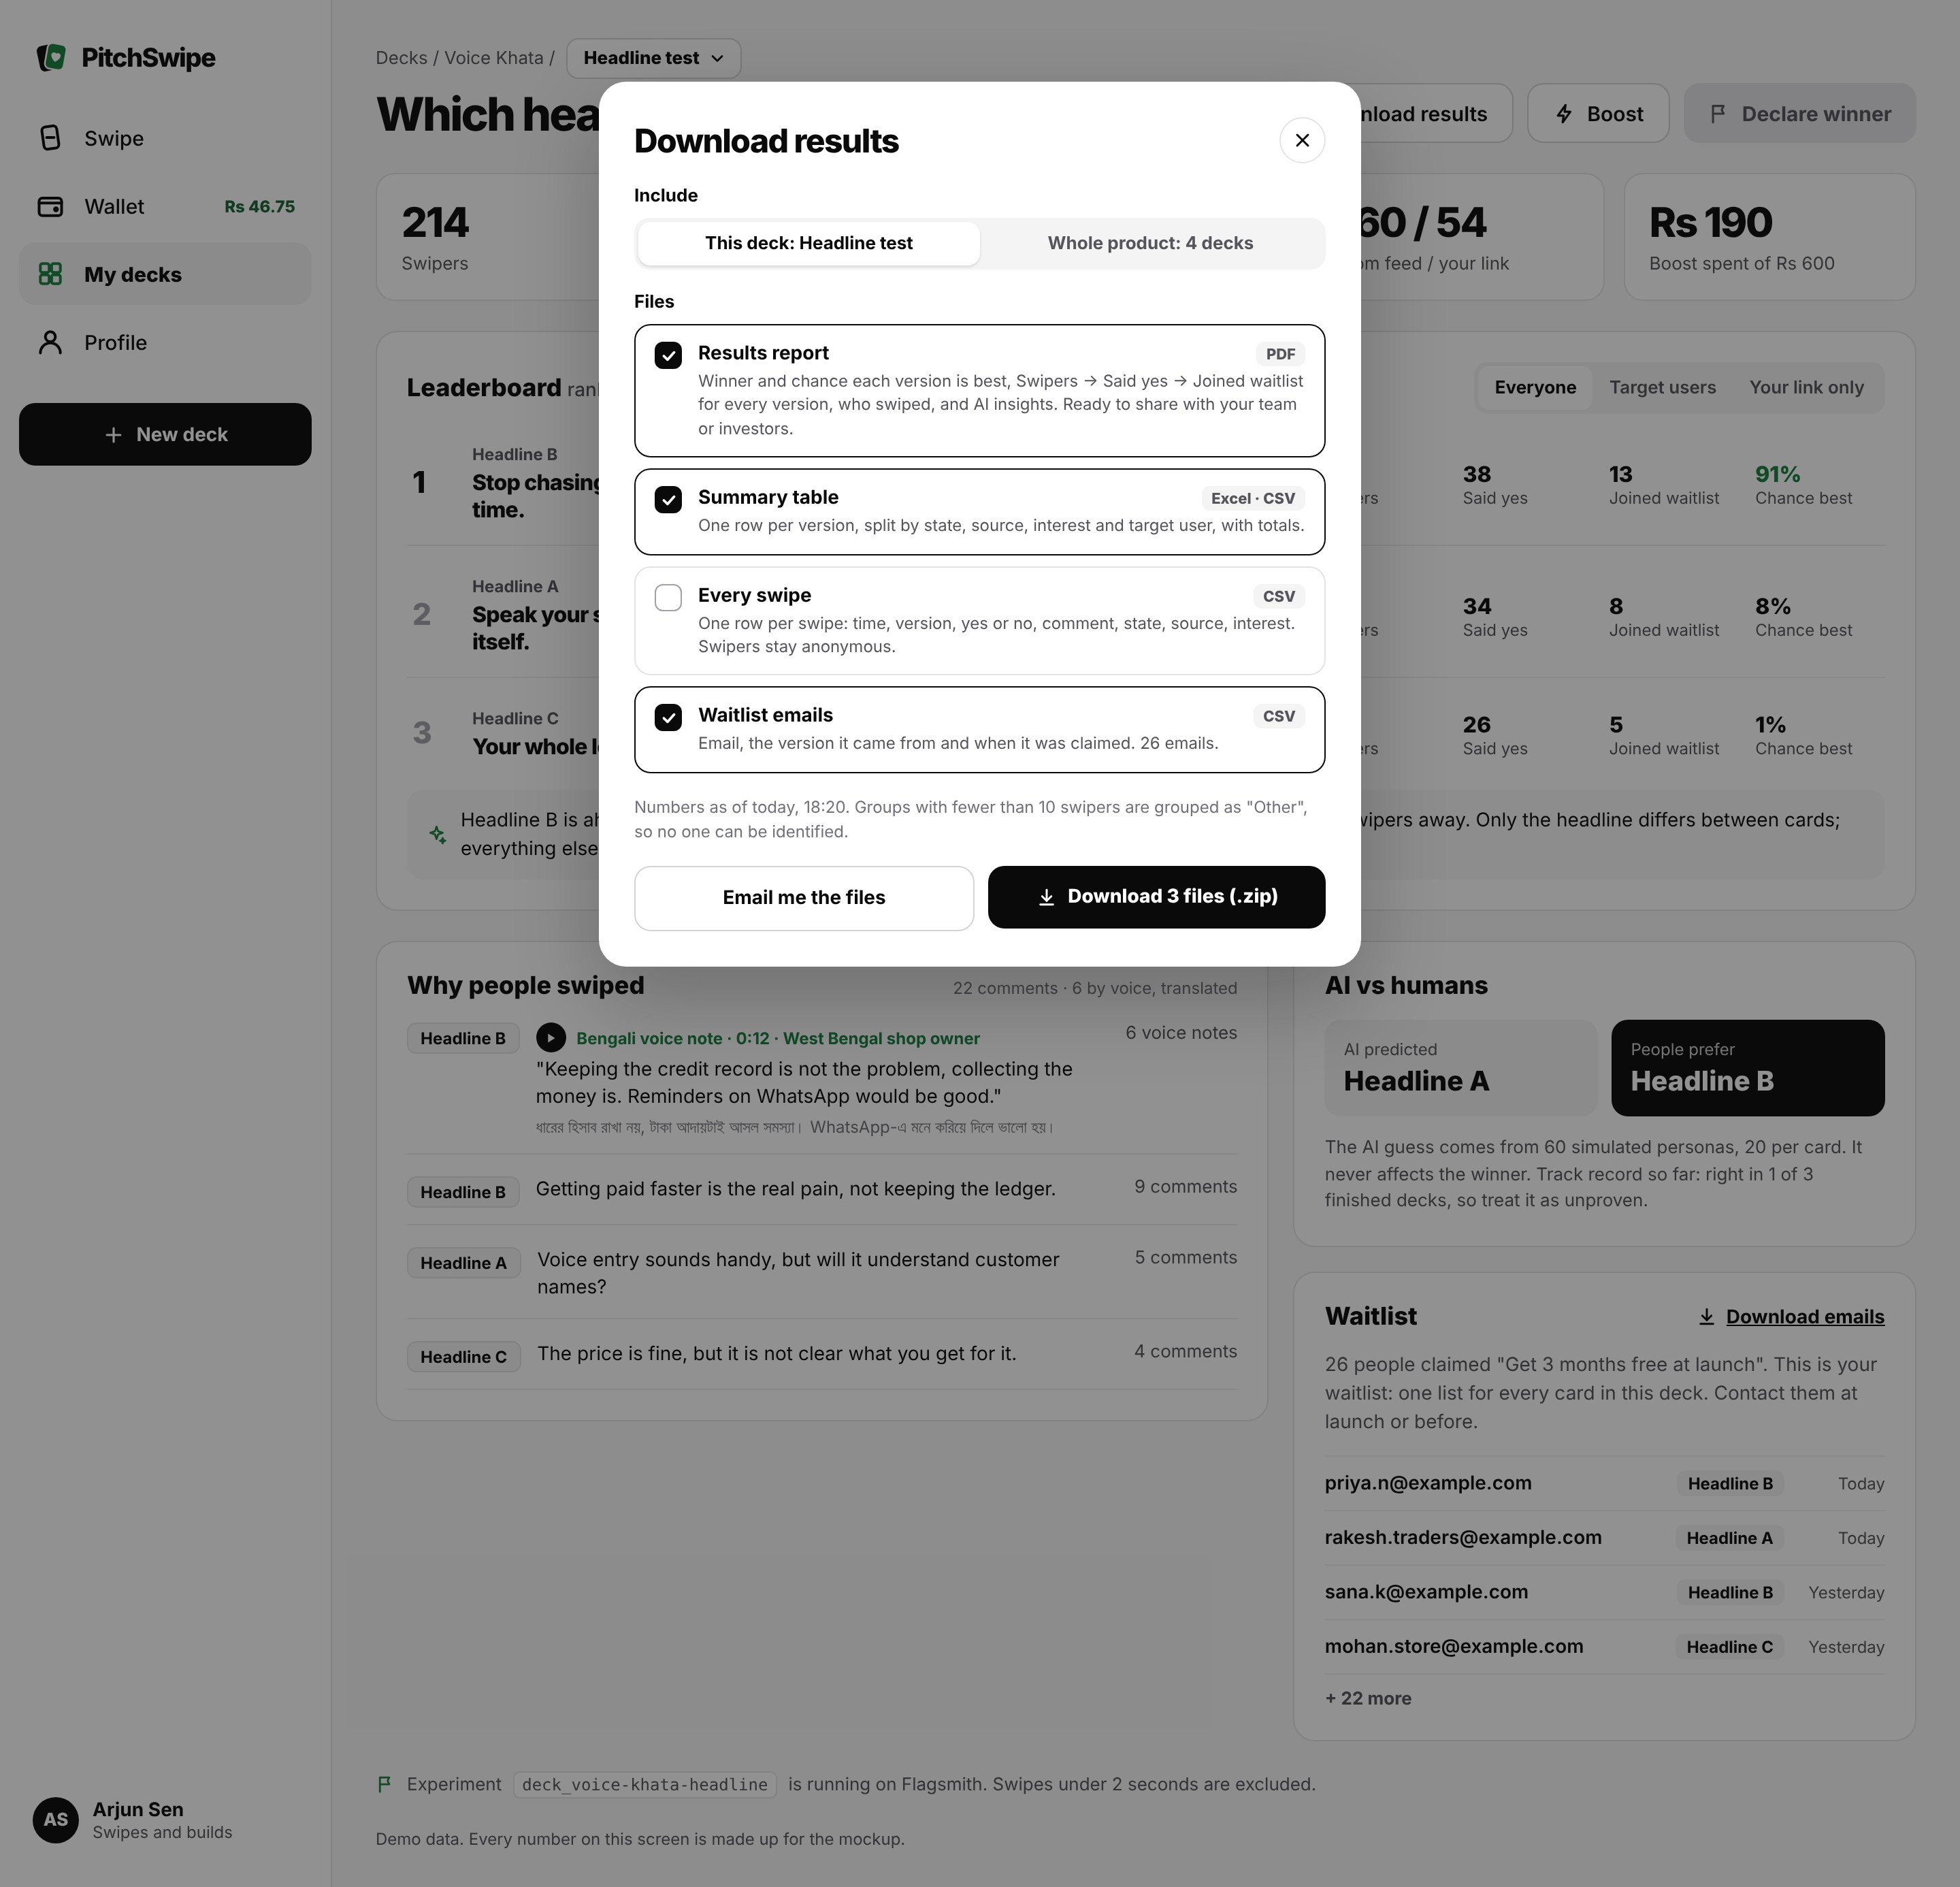 PitchSwipe
Swipe
Wallet
Rs 46.75
My decks
Profile
New deck
AS
Arjun Sen
Swipes and builds
Decks / Voice Khata /
Headline test
Which
results
Boost
Declare winner
214
Swipers
/ 54
feed / your link
Rs 190
Boost spent of Rs 600
Leaderboard
Everyone
Target users
Your link only
1
Headline B
Stop chasing
time.
38
Said yes
13
Joined waitlist
91%
Chance best
2
Headline A
Speak your
itself.
34
Said yes
8
Joined waitlist
8%
Chance best
3
Headline C
Your whole
26
Said yes
5
Joined waitlist
1%
Chance best
Headline B is
away. Only the headline differs between cards;
everything else
Download results
Include
This deck: Headline test
Whole product: 4 decks
Files
Results report
PDF
Winner and chance each version is best, Swipers → Said yes → Joined waitlist
for every version, who swiped, and AI insights. Ready to share with your team
or investors.
Summary table
Excel · CSV
One row per version, split by state, source, interest and target user, with totals.
Every swipe
CSV
One row per swipe: time, version, yes or no, comment, state, source, interest.
Swipers stay anonymous.
Waitlist emails
CSV
Email, the version it came from and when it was claimed. 26 emails.
Numbers as of today, 18:20. Groups with fewer than 10 swipers are grouped as "Other",
so no one can be identified.
Email me the files
Download 3 files (.zip)
Why people swiped
22 comments · 6 by voice, translated
Headline B
Bengali voice note · 0:12 · West Bengal shop owner
6 voice notes
"Keeping the credit record is not the problem, collecting the
money is. Reminders on WhatsApp would be good."
ধারের হিসাব রাখা নয়, টাকা আদায়টাই আসল সমস্যা। WhatsApp-এ মনে করিয়ে দিলে ভালো হয়।
Headline B
Getting paid faster is the real pain, not keeping the ledger.
9 comments
Headline A
Voice entry sounds handy, but will it understand customer
names?
5 comments
Headline C
The price is fine, but it is not clear what you get for it.
4 comments
AI vs humans
AI predicted
Headline A
People prefer
Headline B
The AI guess comes from 60 simulated personas, 20 per card. It
never affects the winner. Track record so far: right in 1 of 3
finished decks, so treat it as unproven.
Waitlist
Download emails
26 people claimed "Get 3 months free at launch". This is your
waitlist: one list for every card in this deck. Contact them at
launch or before.
priya.n@example.com
Headline B
Today
rakesh.traders@example.com
Headline A
Today
sana.k@example.com
Headline B
Yesterday
mohan.store@example.com
Headline C
Yesterday
+ 22 more
Experiment deck_voice-khata-headline is running on Flagsmith. Swipes under 2 seconds are excluded.
Demo data. Every number on this screen is made up for the mockup.